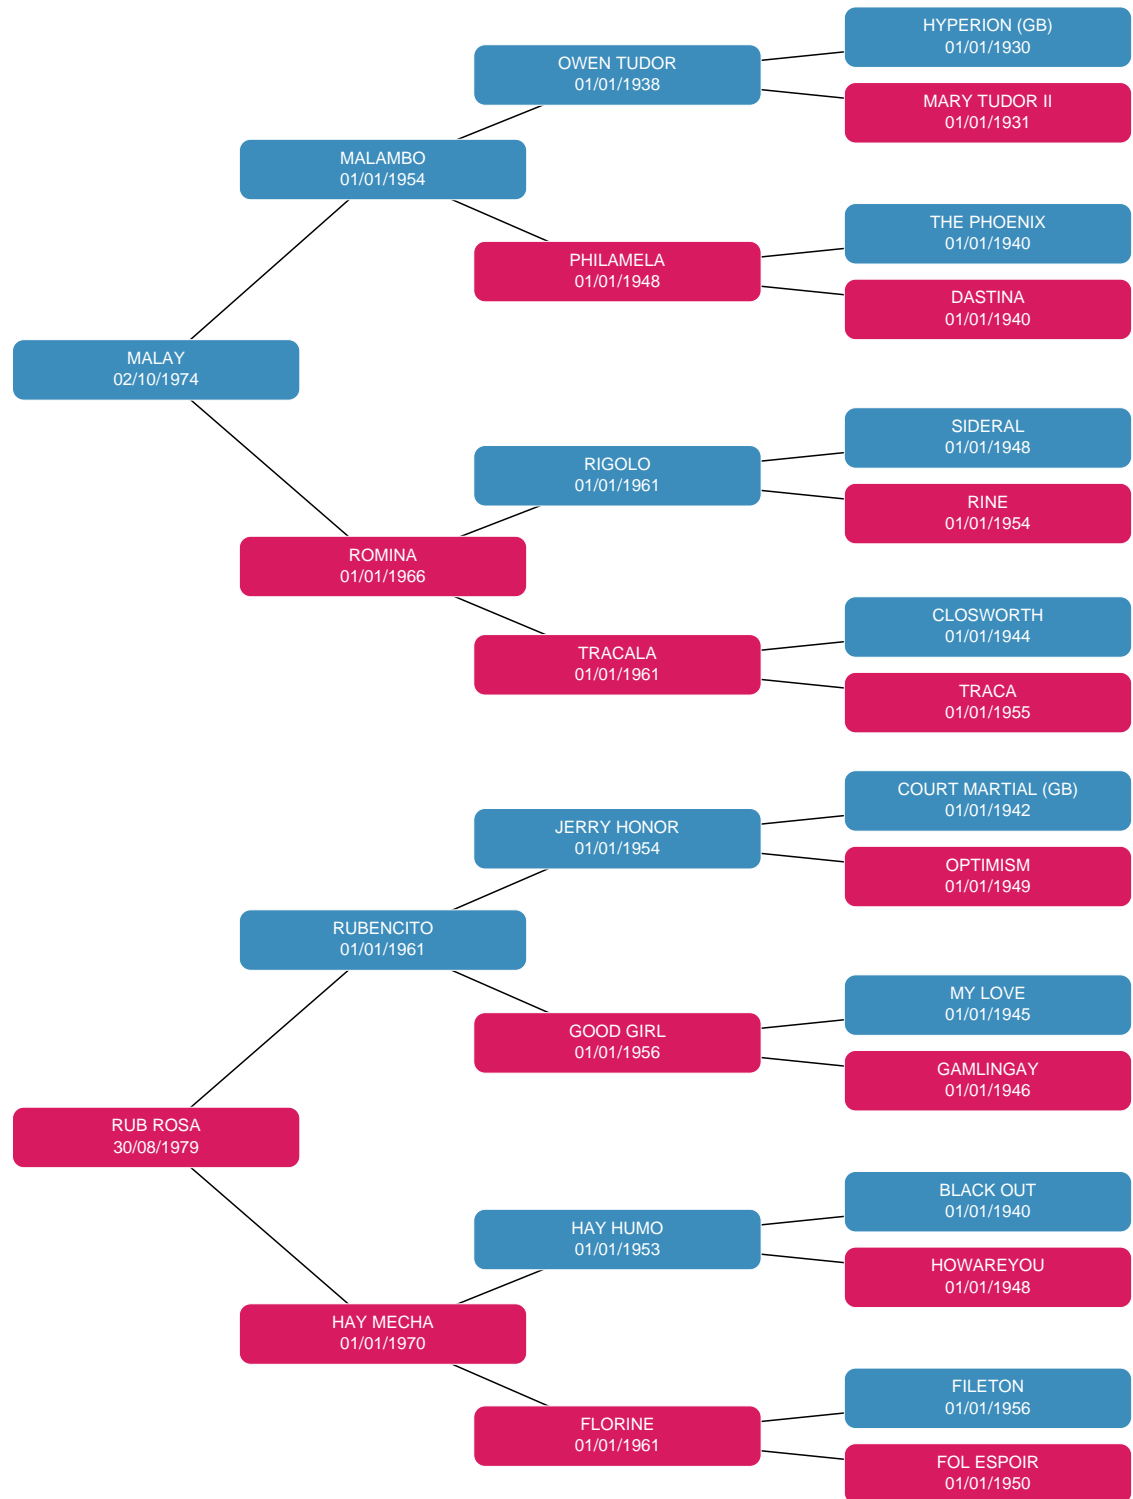 HYPERION (GB)
01/01/1930
OWEN TUDOR
01/01/1938
MARY TUDOR II
01/01/1931
MALAMBO
01/01/1954
THE PHOENIX
01/01/1940
PHILAMELA
01/01/1948
DASTINA
01/01/1940
MALAY
02/10/1974
SIDERAL
01/01/1948
RIGOLO
01/01/1961
RINE
01/01/1954
ROMINA
01/01/1966
CLOSWORTH
01/01/1944
TRACALA
01/01/1961
TRACA
01/01/1955
COURT MARTIAL (GB)
01/01/1942
JERRY HONOR
01/01/1954
OPTIMISM
01/01/1949
RUBENCITO
01/01/1961
MY LOVE
01/01/1945
GOOD GIRL
01/01/1956
GAMLINGAY
01/01/1946
RUB ROSA
30/08/1979
BLACK OUT
01/01/1940
HAY HUMO
01/01/1953
HOWAREYOU
01/01/1948
HAY MECHA
01/01/1970
FILETON
01/01/1956
FLORINE
01/01/1961
FOL ESPOIR
01/01/1950